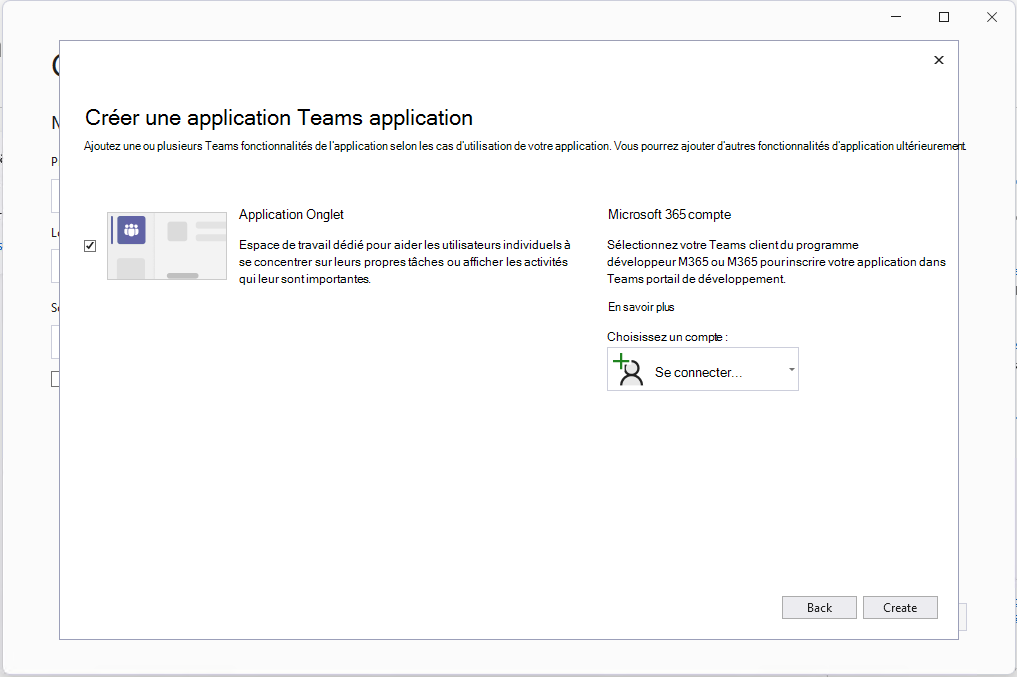 Créer une application Teams application
Ajoutez une ou plusieurs Teams fonctionnalités de l'application selon les cas d'utilisation de votre application. Vous pourrez ajouter d'autres fonctionnalités d'application ultérieurement.
Application Onglet
Espace de travail dédié pour aider les utilisateurs individuels à
se concentrer sur leurs propres tâches ou afficher les activités
qui leur sont importantes.
Microsoft 365 compte
Sélectionnez votre Teams client du programme
développeur M365 ou M365 pour inscrire votre application dans
Teams portail de développement.
En savoir plus
Choisissez un compte :
Se connecter...
Back
Create